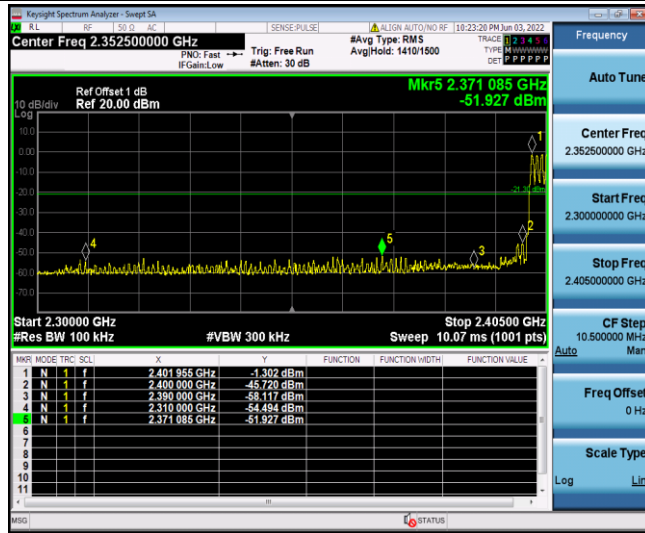 Keysight Spectrum Analyzer - Swept SA
RL RF 50 Ω AC SENSE:PULSE ALIGN AUTO/NO RF 10:23:20 PM Jun 03, 2022
Center Freq 2.352500000 GHz
PNO: Fast
IFGain:Low
Trig: Free Run
#Atten: 30 dB
#Avg Type: RMS
Avg|Hold: 1410/1500
TRACE 1 2 3 4 5 6
TYPE M W W W W W
DET P P P P P P
Ref Offset 1 dB
10 dB/div Ref 20.00 dBm
Log
Mkr5 2.371 085 GHz
-51.927 dBm
10.0
0.00
-10.0
-20.0
-30.0
-40.0
-50.0
-60.0
-70.0
1
2
3
4
5
Start 2.30000 GHz
Stop 2.40500 GHz
#Res BW 100 kHz
#VBW 300 kHz
Sweep 10.07 ms (1001 pts)
MKR MODE TRC SCL X Y FUNCTION FUNCTION WIDTH FUNCTION VALUE
1 N 1 f 2.401 955 GHz -1.302 dBm
2 N 1 f 2.400 000 GHz -45.720 dBm
3 N 1 f 2.390 000 GHz -58.117 dBm
4 N 1 f 2.310 000 GHz -54.494 dBm
5 N 1 f 2.371 085 GHz -51.927 dBm
6
7
8
9
10
11
MSG
STATUS
Frequency
Auto Tune
Center Freq
2.352500000 GHz
Start Freq
2.300000000 GHz
Stop Freq
2.405000000 GHz
CF Step
10.500000 MHz
Auto Man
Freq Offset
0 Hz
Scale Type
Log Lin